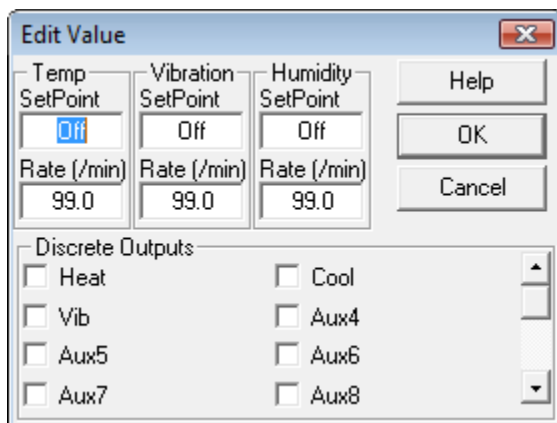 Edit Value
Temp Vibration Humidity
SetPoint SetPoint SetPoint
Off Off Off
Rate (/min) Rate (/min) Rate (/min)
99.0 99.0 99.0
Help
OK
Cancel
Discrete Outputs
Heat Cool
Vib Aux4
Aux5 Aux6
Aux7 Aux8